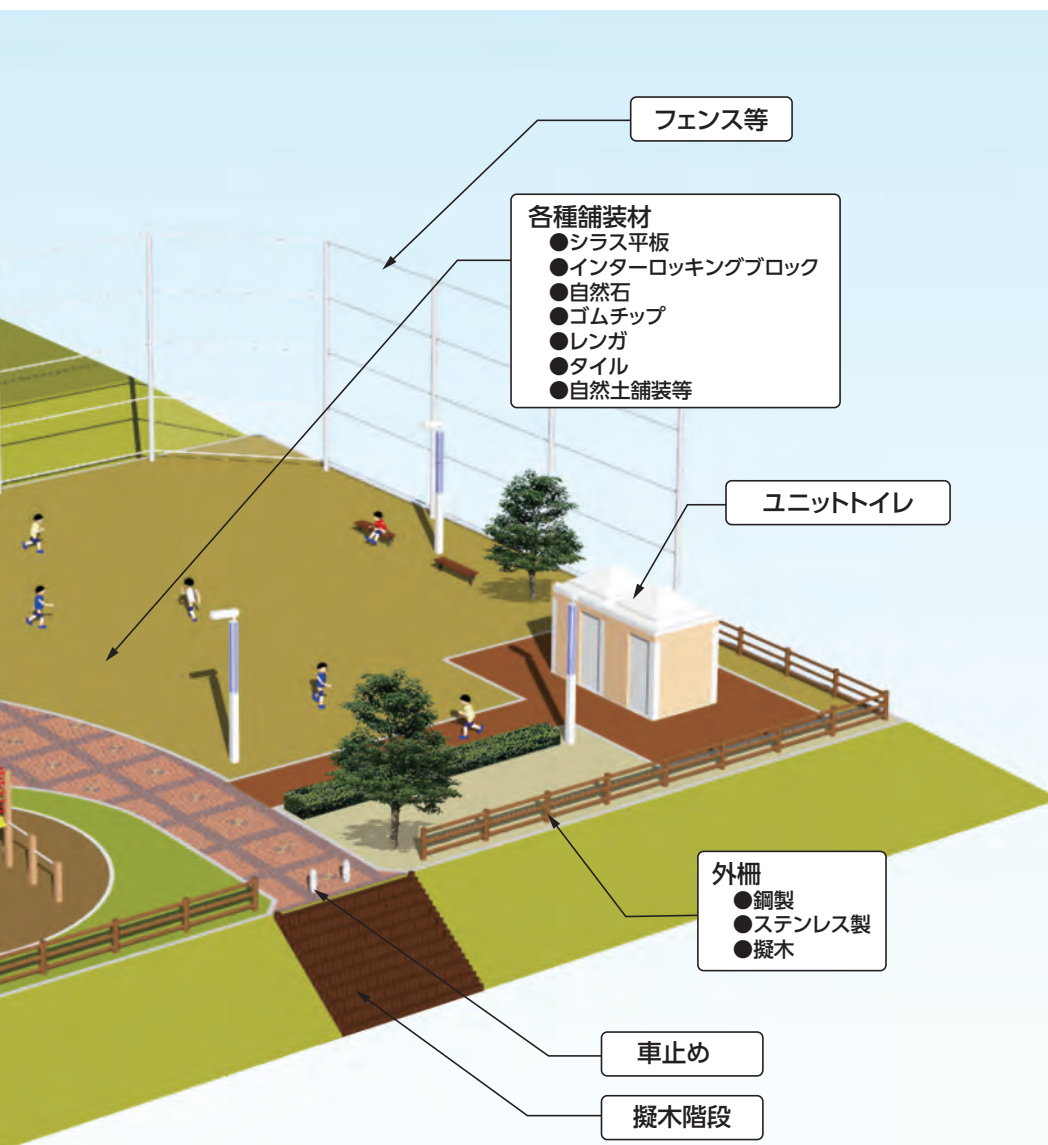 フェンス等
各種舗装材
●シラス平板
●インターロッキングブロック
●自然石
●ゴムチップ
●レンガ
●タイル
●自然土舗装等
ユニットトイレ
外柵
●鋼製
●ステンレス製
●擬木
車止め
擬木階段